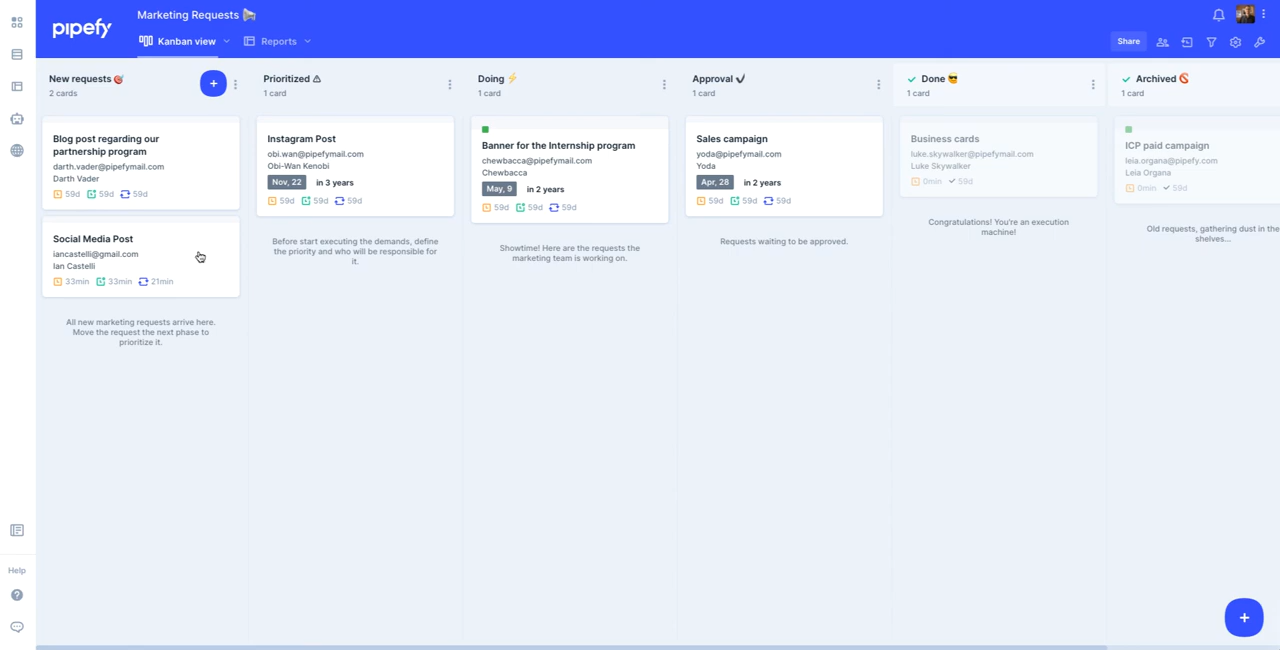 pipefy
Marketing Requests
Kanban view
Reports
Share
New requests
2 cards
+
Blog post regarding our
partnership program
darth.vader@pipefymail.com
Darth Vader
59d 59d 59d
Social Media Post
iancastelli@gmail.com
Ian Castelli
33min 33min 21min
All new marketing requests arrive here.
Move the request the next phase to
prioritize it.
Prioritized ⚠
1 card
Instagram Post
obi.wan@pipefymail.com
Obi-Wan Kenobi
Nov, 22 in 3 years
59d 59d 59d
Before start executing the demands, define
the priority and who will be responsible for
it.
Doing ⚡
1 card
Banner for the Internship program
chewbacca@pipefymail.com
Chewbacca
May, 9 in 2 years
59d 59d 59d
Showtime! Here are the requests the
marketing team is working on.
Approval ✔
1 card
Sales campaign
yoda@pipefymail.com
Yoda
Apr, 28 in 2 years
59d 59d 59d
Requests waiting to be approved.
✓ Done 😎
1 card
Business cards
luke.skywalker@pipefymail.com
Luke Skywalker
0min ✓ 59d
Congratulations! You're an execution
machine!
✓ Archived
1 card
ICP paid campaign
leia.organa@pipefy.com
Leia Organa
0min ✓ 59d
Old requests, gathering dust in the
shelves...
Help
?
+